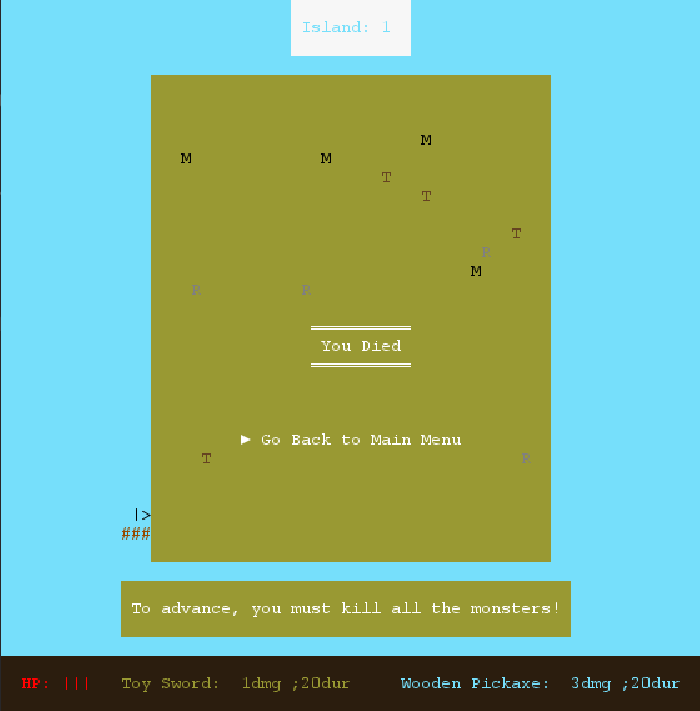 Island: 1
M
M M
T
T
T
R
M
R R
You Died
► Go Back to Main Menu
T R
|>
###
To advance, you must kill all the monsters!
HP: ||| Toy Sword: 1dmg ;20dur Wooden Pickaxe: 3dmg ;20dur